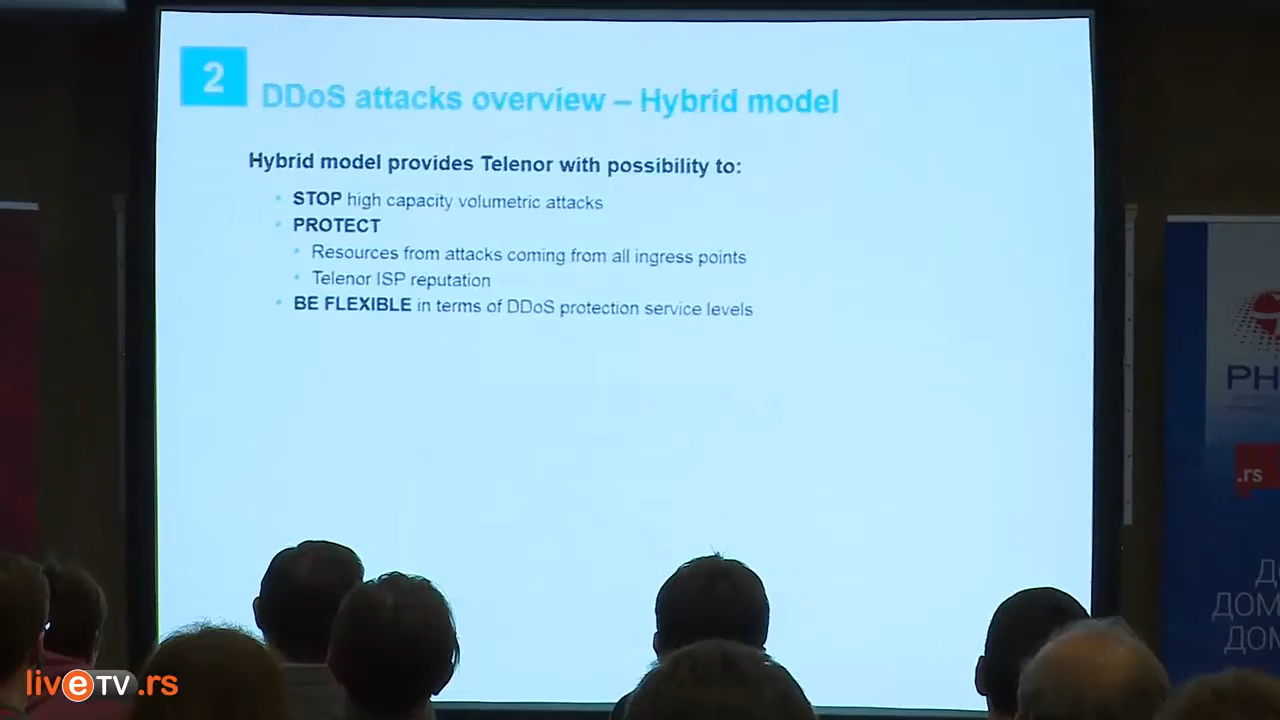 2
DDoS attacks overview – Hybrid model
Hybrid model provides Telenor with possibility to:
STOP high capacity volumetric attacks
PROTECT
Resources from attacks coming from all ingress points
Telenor ISP reputation
BE FLEXIBLE in terms of DDoS protection service levels
PH
.rs
ДОМ
ДОМ
liveTV.rs